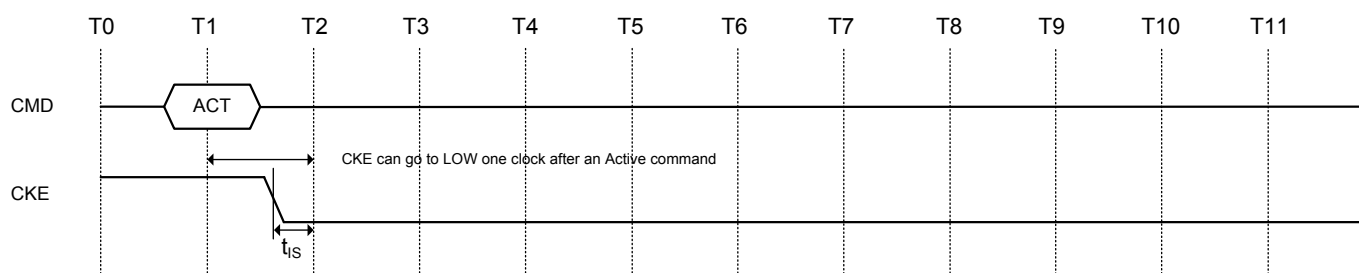 T0 T1 T2 T3 T4 T5 T6 T7 T8 T9 T10 T11
CMD ACT
CKE can go to LOW one clock after an Active command
CKE
tIS